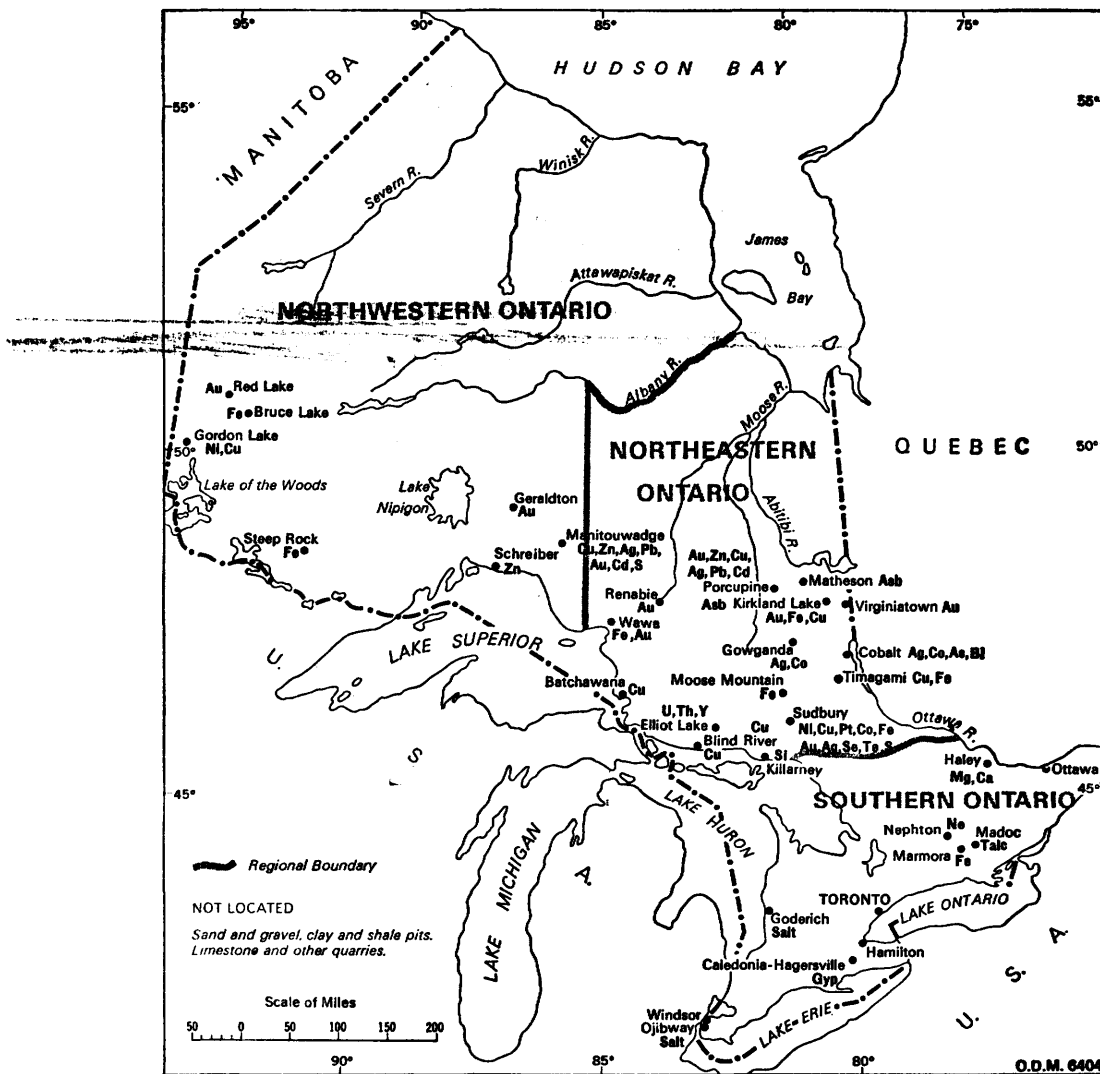 95° 90° 85° 80° 75°
HUDSON BAY
55° 55°
MANITOBA
Winisk R.
Severn R.
James
Bay
Attawapiskat R.
NORTHWESTERN ONTARIO
Albany R.
Moose R.
Au Red Lake
Fe Bruce Lake
Gordon Lake
Ni,Cu
50° 50°
NORTHEASTERN
ONTARIO
QUEBEC
Lake of the Woods
Lake
Nipigon
Geraldton
Au
Abitibi R.
Steep Rock
Fe
Manitouwadge
Cu,Zn,Ag,Pb,
Au,Cd,S
Schreiber
Zn
Au,Zn,Cu,
Ag,Pb,Cd
Porcupine
Matheson Asb
Renabie
Au
Asb Kirkland Lake
Au,Fe,Cu
Virginiatown Au
Wawa
Fe,Au
LAKE SUPERIOR
Gowganda
Ag,Co
Cobalt Ag,Co,As,Bi
Batchawana
Cu
Moose Mountain
Fe
Timagami Cu,Fe
U,Th,Y
Elliot Lake
Cu
Sudbury
Ni,Cu,Pt,Co,Fe
Au,Ag,Se,Te,S
Ottawa R.
Blind River
Cu
Si
Killarney
Haley
Mg,Ca
Ottawa
45° 45°
SOUTHERN ONTARIO
LAKE HURON
LAKE MICHIGAN
U. S. A.
Nephton
Ne
Madoc
Talc
Marmora
Fe
Regional Boundary
NOT LOCATED
Sand and gravel, clay and shale pits.
Limestone and other quarries.
TORONTO
LAKE ONTARIO
Goderich
Salt
Hamilton
Caledonia-Hagersville
Gyp
U. S. A.
Scale of Miles
50 0 50 100 150 200
Windsor
Ojibway
Salt
LAKE ERIE
90° 85° 80°
O.D.M. 6404